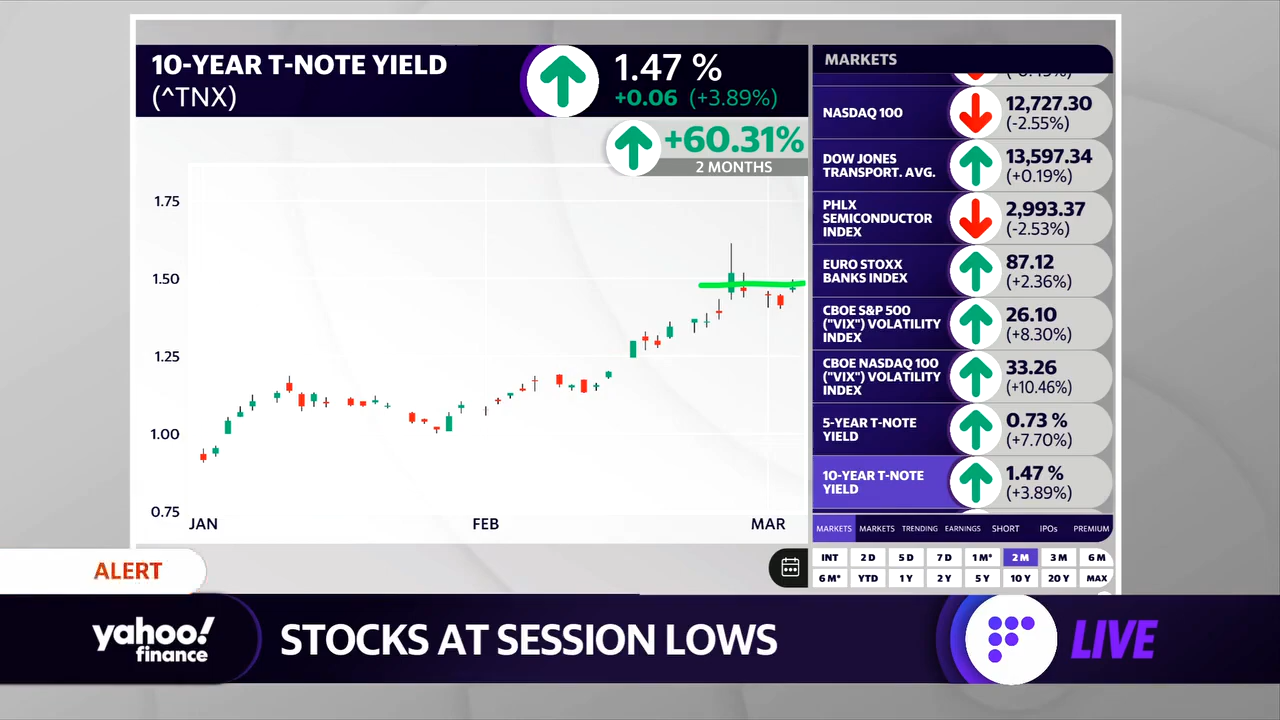 10-YEAR T-NOTE YIELD
(^TNX)
1.47 %
+0.06 (+3.89%)
+60.31%
2 MONTHS
1.75
1.50
1.25
1.00
0.75
JAN
FEB
MAR
MARKETS
NASDAQ 100
12,727.30
(-2.55%)
DOW JONES
TRANSPORT. AVG.
13,597.34
(+0.19%)
PHLX
SEMICONDUCTOR
INDEX
2,993.37
(-2.53%)
EURO STOXX
BANKS INDEX
87.12
(+2.36%)
CBOE S&P 500
("VIX") VOLATILITY
INDEX
26.10
(+8.30%)
CBOE NASDAQ 100
("VIX") VOLATILITY
INDEX
33.26
(+10.46%)
5-YEAR T-NOTE
YIELD
0.73 %
(+7.70%)
10-YEAR T-NOTE
YIELD
1.47 %
(+3.89%)
MARKETS MARKETS TRENDING EARNINGS SHORT IPOs PREMIUM
INT 2 D 5 D 7 D 1 M* 2 M 3 M 6 M
6 M* YTD 1 Y 2 Y 5 Y 10 Y 20 Y MAX
ALERT
yahoo!
finance
STOCKS AT SESSION LOWS
LIVE